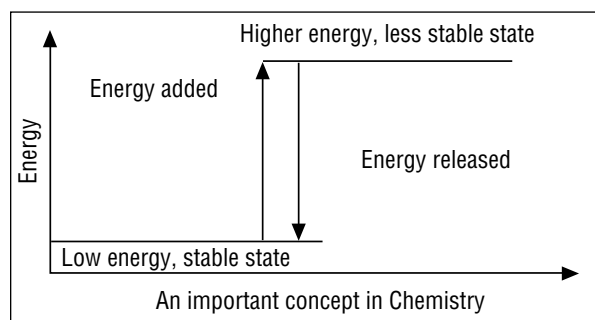 Higher energy, less stable state
Energy added
Energy
Energy released
Low energy, stable state
An important concept in Chemistry